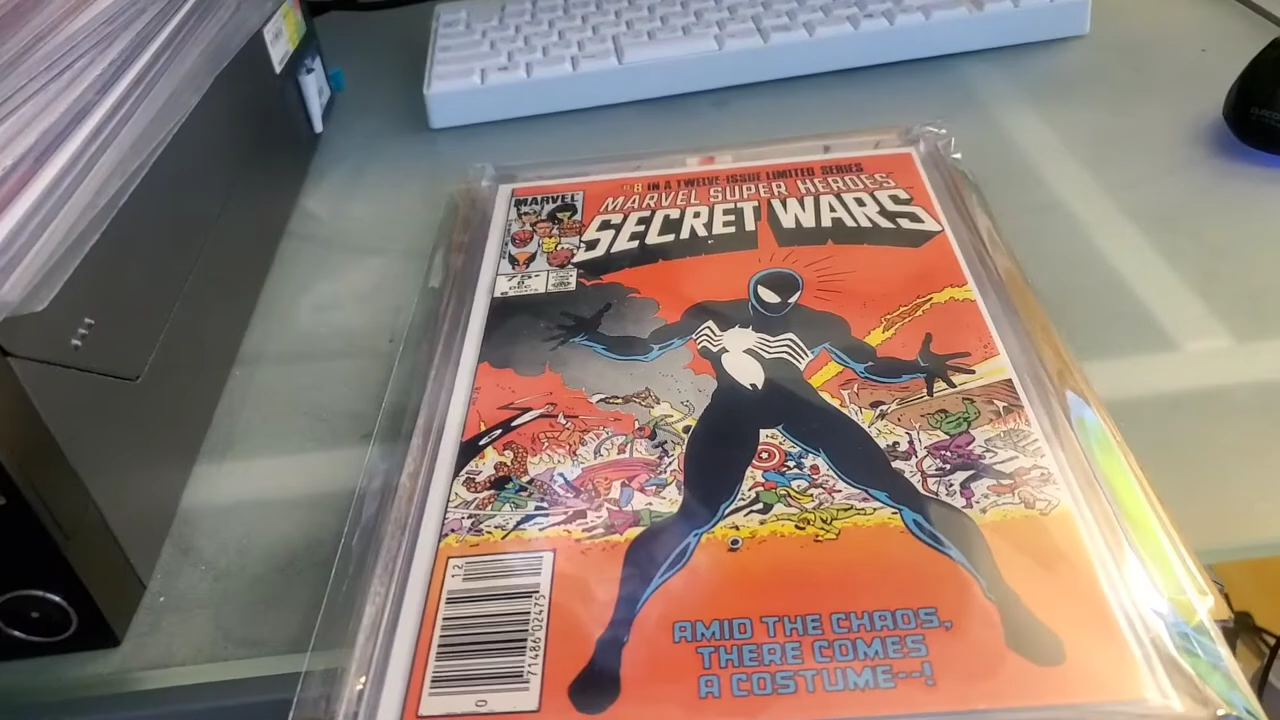 #8 IN A TWELVE-ISSUE LIMITED SERIES
MARVEL SUPER HEROES
SECRET WARS
MARVEL
75¢
8
DEC
02475
12
0
71486 02475
AMID THE CHAOS,
THERE COMES
A COSTUME--!